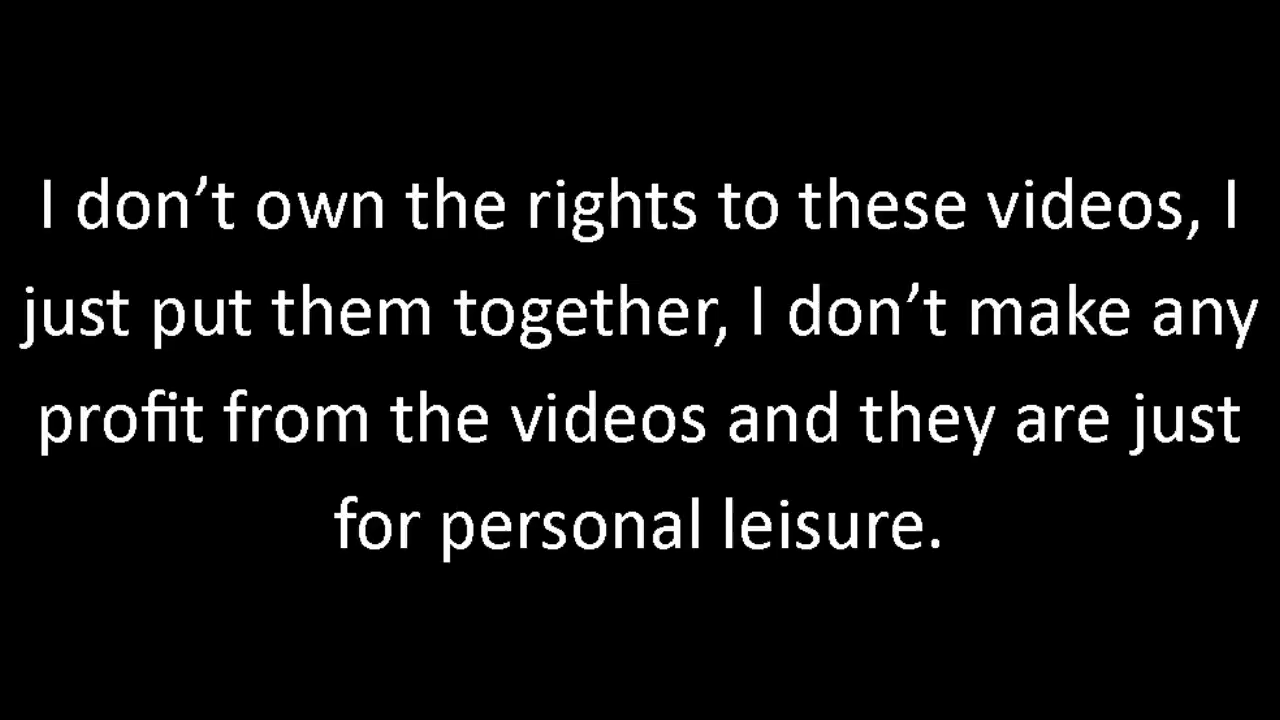 I don’t own the rights to these videos, I
just put them together, I don’t make any
profit from the videos and they are just
for personal leisure.